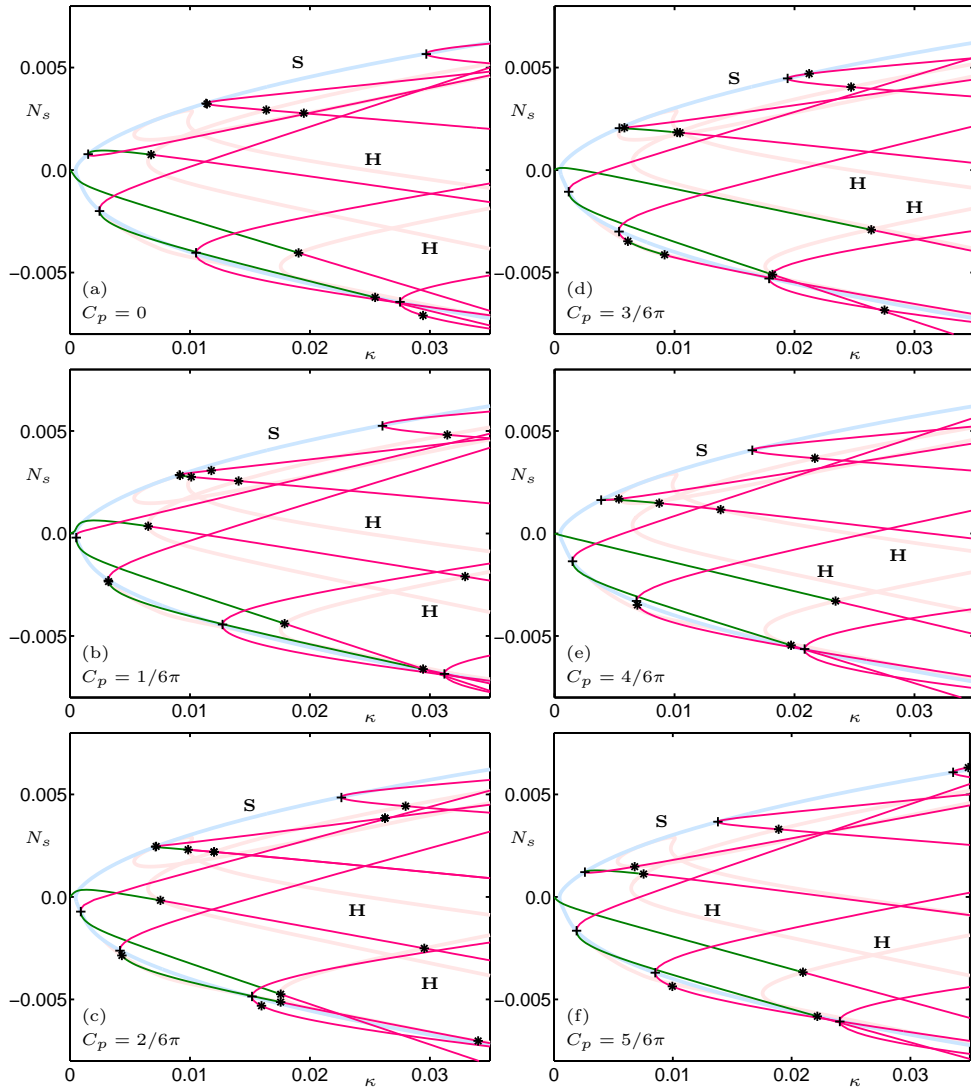 0.005
S
N_s
0.0
H
H
−0.005
(a)
C_p = 0
0
0.01
0.02
κ
0.03
0.005
S
N_s
0.0
H
H
−0.005
(d)
C_p = 3/6π
0
0.01
0.02
κ
0.03
0.005
S
N_s
0.0
H
H
−0.005
(b)
C_p = 1/6π
0
0.01
0.02
κ
0.03
0.005
S
N_s
0.0
H
H
−0.005
(e)
C_p = 4/6π
0
0.01
0.02
κ
0.03
0.005
S
N_s
0.0
H
H
−0.005
(c)
C_p = 2/6π
0
0.01
0.02
κ
0.03
0.005
S
N_s
0.0
H
H
−0.005
(f)
C_p = 5/6π
0
0.01
0.02
κ
0.03